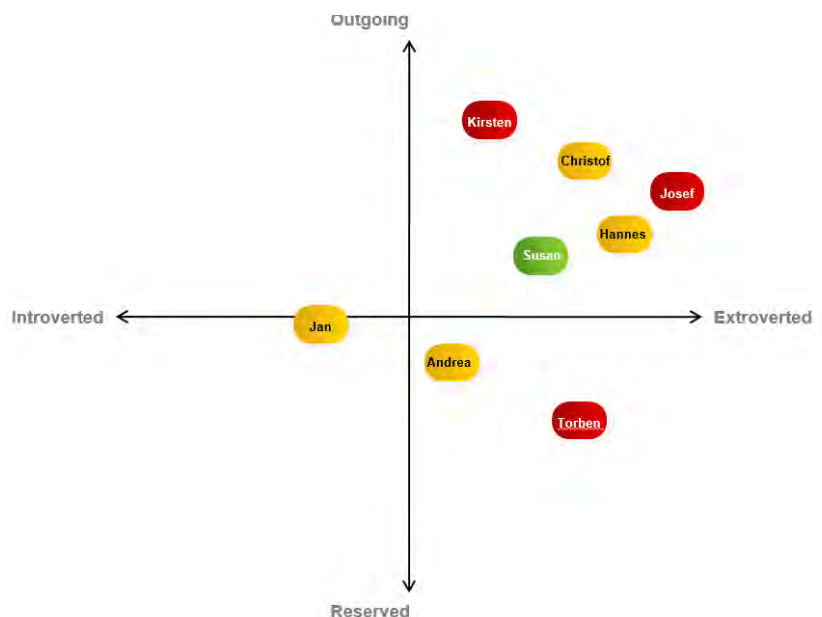 Outgoing
Kirsten
Christof
Josef
Hannes
Susan
Introverted
Extroverted
Jan
Andrea
Torben
Reserved